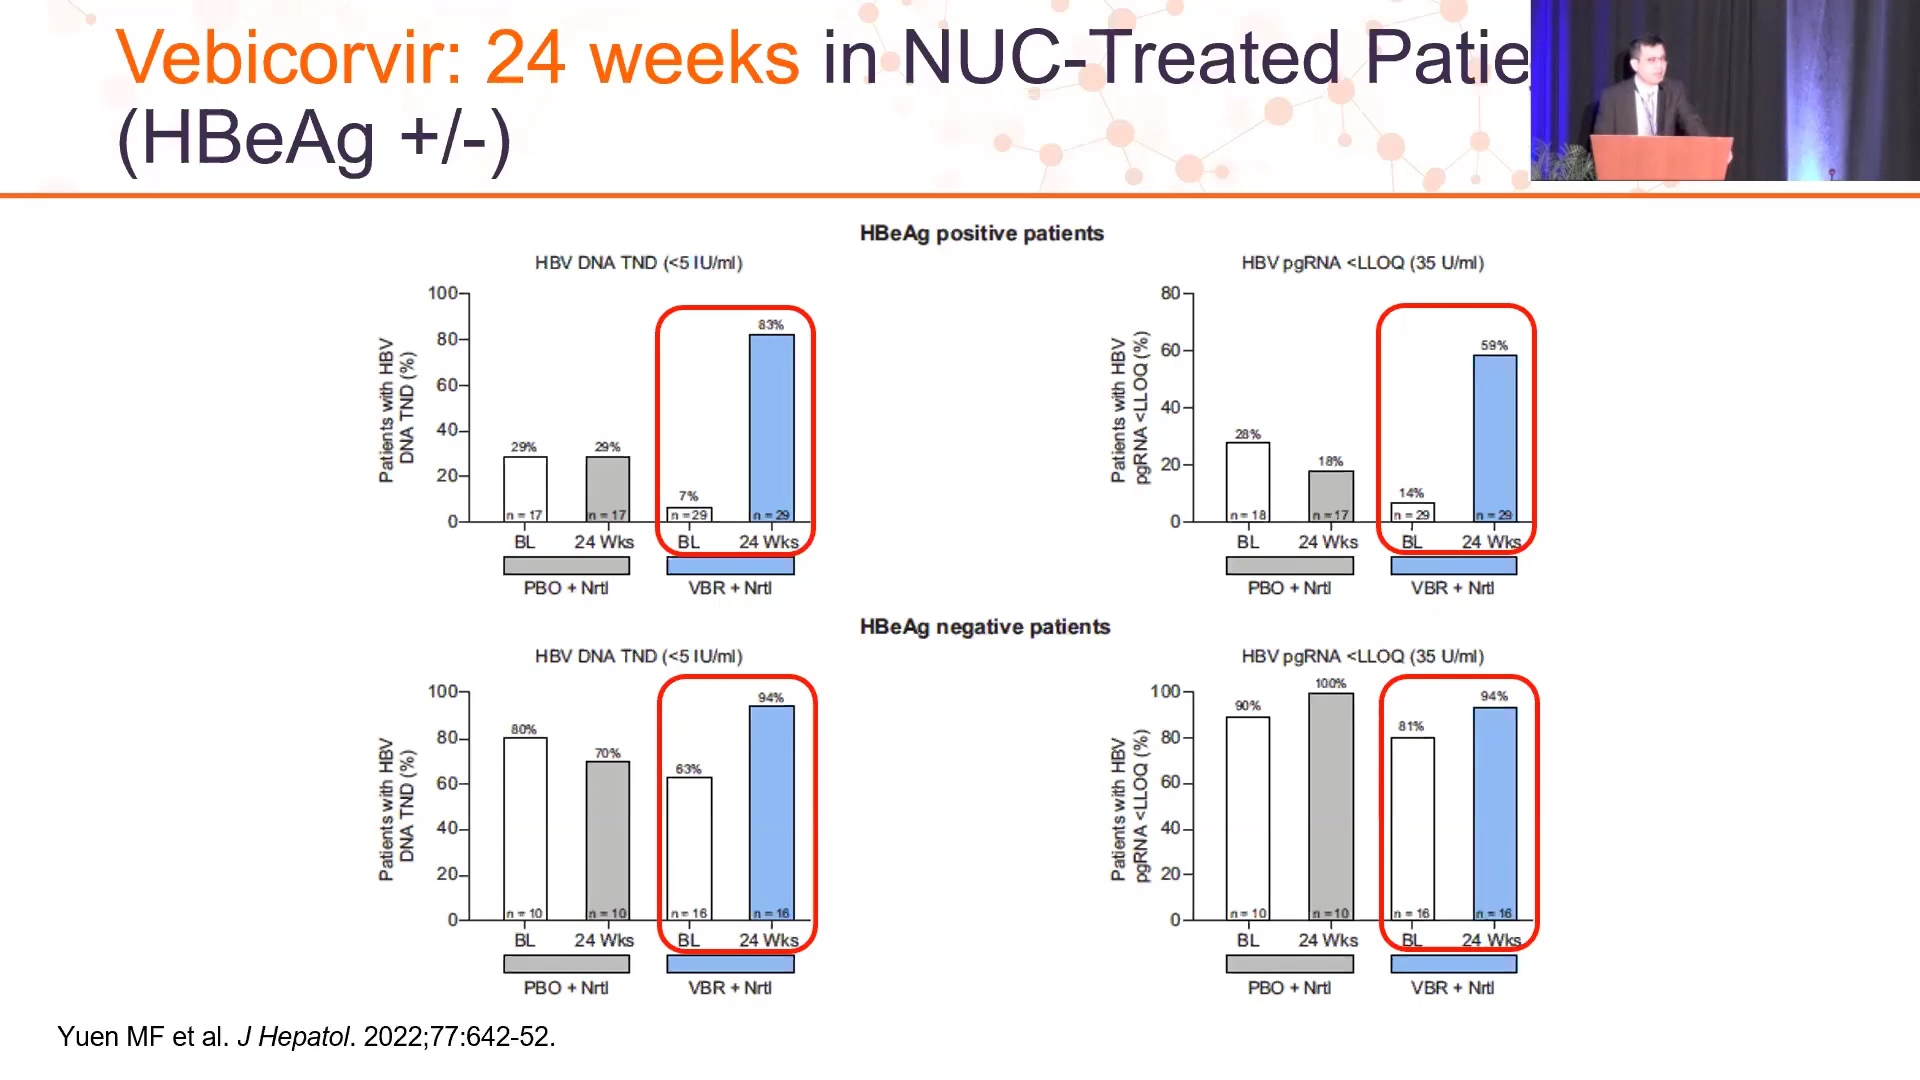 Vebicorvir: 24 weeks in NUC-Treated Patie
(HBeAg +/-)
HBeAg positive patients
HBV DNA TND (<5 IU/ml)
Patients with HBV
DNA TND (%)
100
80
60
40
20
0
29%
29%
7%
83%
n = 17
n = 17
n = 29
n = 29
BL
24 Wks
BL
24 Wks
PBO + NrtI
VBR + NrtI
HBV pgRNA <LLOQ (35 U/ml)
Patients with HBV
pgRNA <LLOQ (%)
80
60
40
20
0
28%
18%
14%
59%
n = 18
n = 17
n = 29
n = 29
BL
24 Wks
BL
24 Wks
PBO + NrtI
VBR + NrtI
HBeAg negative patients
HBV DNA TND (<5 IU/ml)
Patients with HBV
DNA TND (%)
100
80
60
40
20
0
80%
70%
63%
94%
n = 10
n = 10
n = 16
n = 16
BL
24 Wks
BL
24 Wks
PBO + NrtI
VBR + NrtI
HBV pgRNA <LLOQ (35 U/ml)
Patients with HBV
pgRNA <LLOQ (%)
100
80
60
40
20
0
90%
100%
81%
94%
n = 10
n = 10
n = 16
n = 16
BL
24 Wks
BL
24 Wks
PBO + NrtI
VBR + NrtI
Yuen MF et al. J Hepatol. 2022;77:642-52.